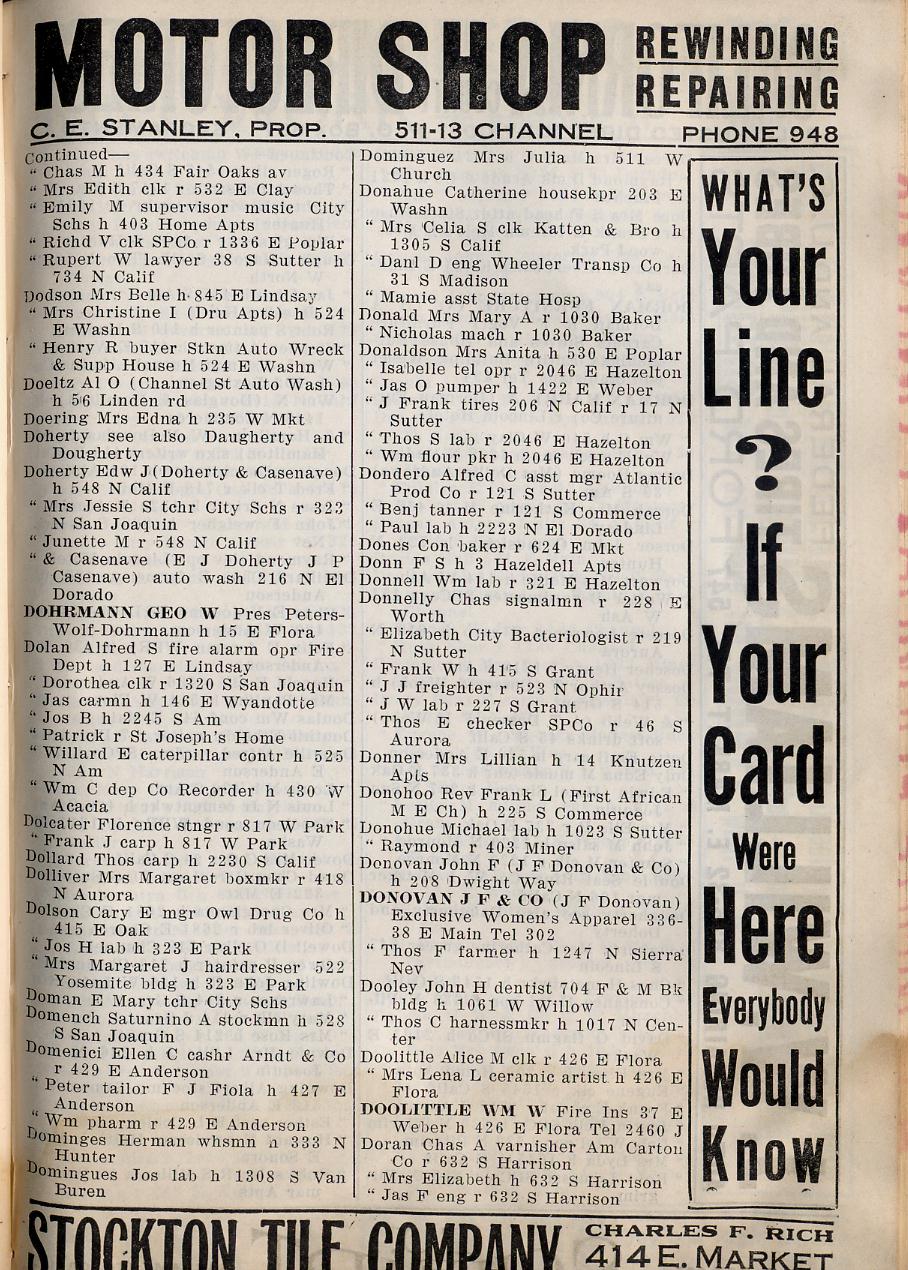 MOTOR SHOP
REWINDING
REPAIRING
C. E. STANLEY, PROP. 511-13 CHANNEL PHONE 948
Continued—
“ Chas M h 434 Fair Oaks av
“ Mrs Edith clk r 532 E Clay
“ Emily M supervisor music City
Schs h 403 Home Apts
“ Richd V clk SPCo r 1336 E Poplar
“ Rupert W lawyer 38 S Sutter h
734 N Calif
Dodson Mrs Belle h 845 E Lindsay
“ Mrs Christine I (Dru Apts) h 524
E Washn
“ Henry R buyer Stkn Auto Wreck
& Supp House h 524 E Washn
Doeltz Al O (Channel St Auto Wash)
h 56 Linden rd
Doering Mrs Edna h 235 W Mkt
Doherty see also Daugherty and
Dougherty
Doherty Edw J (Doherty & Casenave)
h 548 N Calif
“ Mrs Jessie S tchr City Schs r 323
N San Joaquin
“ Junette M r 548 N Calif
“ & Casenave (E J Doherty J P
Casenave) auto wash 216 N El
Dorado
DOHRMANN GEO W Pres Peters-
Wolf-Dohrmann h 15 E Flora
Dolan Alfred S fire alarm opr Fire
Dept h 127 E Lindsay
“ Dorothea clk r 1320 S San Joaquin
“ Jas carmn h 146 E Wyandotte
“ Jos B h 2245 S Am
“ Patrick r St Joseph's Home
“ Willard E caterpillar contr h 525
N Am
“ Wm C dep Co Recorder h 430 W
Acacia
Dolcater Florence stngr r 817 W Park
“ Frank J carp h 817 W Park
Dollard Thos carp h 2230 S Calif
Dolliver Mrs Margaret boxmkr r 418
N Aurora
Dolson Cary E mgr Owl Drug Co h
415 E Oak
“ Jos H lab h 323 E Park
“ Mrs Margaret J hairdresser 522
Yosemite bldg h 323 E Park
Doman E Mary tchr City Schs
Domench Saturnino A stockmn h 528
S San Joaquin
Domenici Ellen C cashr Arndt & Co
r 429 E Anderson
“ Peter tailor F J Fiola h 427 E
Anderson
“ Wm pharm r 429 E Anderson
Dominges Herman whsmn h 333 N
Hunter
Domingues Jos lab h 1308 S Van
Buren
Dominguez Mrs Julia h 511 W
Church
Donahue Catherine housekpr 203 E
Washn
“ Mrs Celia S clk Katten & Bro h
1305 S Calif
“ Danl D eng Wheeler Transp Co h
31 S Madison
“ Mamie asst State Hosp
Donald Mrs Mary A r 1030 Baker
“ Nicholas mach r 1030 Baker
Donaldson Mrs Anita h 530 E Poplar
“ Isabelle tel opr r 2046 E Hazelton
“ Jas O pumper h 1422 E Weber
“ J Frank tires 206 N Calif r 17 N
Sutter
“ Thos S lab r 2046 E Hazelton
“ Wm flour pkr h 2046 E Hazelton
Dondero Alfred C asst mgr Atlantic
Prod Co r 121 S Sutter
“ Benj tanner r 121 S Commerce
“ Paul lab h 2223 N El Dorado
Dones Con baker r 624 E Mkt
Donn F S h 3 Hazeldell Apts
Donnell Wm lab r 321 E Hazelton
Donnelly Chas signalmn r 228 E
Worth
“ Elizabeth City Bacteriologist r 219
N Sutter
“ Frank W h 415 S Grant
“ J J freighter r 523 N Ophir
“ J W lab r 227 S Grant
“ Thos E checker SPCo r 46 S
Aurora
Donner Mrs Lillian h 14 Knutzen
Apts
Donohoo Rev Frank L (First African
M E Ch) h 225 S Commerce
Donohue Michael lab h 1023 S Sutter
“ Raymond r 403 Miner
Donovan John F (J F Donovan & Co)
h 208 Dwight Way
DONOVAN J F & CO (J F Donovan)
Exclusive Women's Apparel 336-
38 E Main Tel 302
“ Thos F farmer h 1247 N Sierra
Nev
Dooley John H dentist 704 F & M Bk
bldg h 1061 W Willow
“ Thos C harnessmkr h 1017 N Cen-
ter
Doolittle Alice M clk r 426 E Flora
“ Mrs Lena L ceramic artist h 426 E
Flora
DOOLITTLE WM W Fire Ins 37 E
Weber h 426 E Flora Tel 2460 J
Doran Chas A varnisher Am Carton
Co r 632 S Harrison
“ Mrs Elizabeth h 632 S Harrison
“ Jas F eng r 632 S Harrison
WHAT'S
Your
Line
?
If
Your
Card
Were
Here
Everybody
Would
Know
STOCKTON TILE COMPANY
CHARLES F. RICH
414 E. MARKET